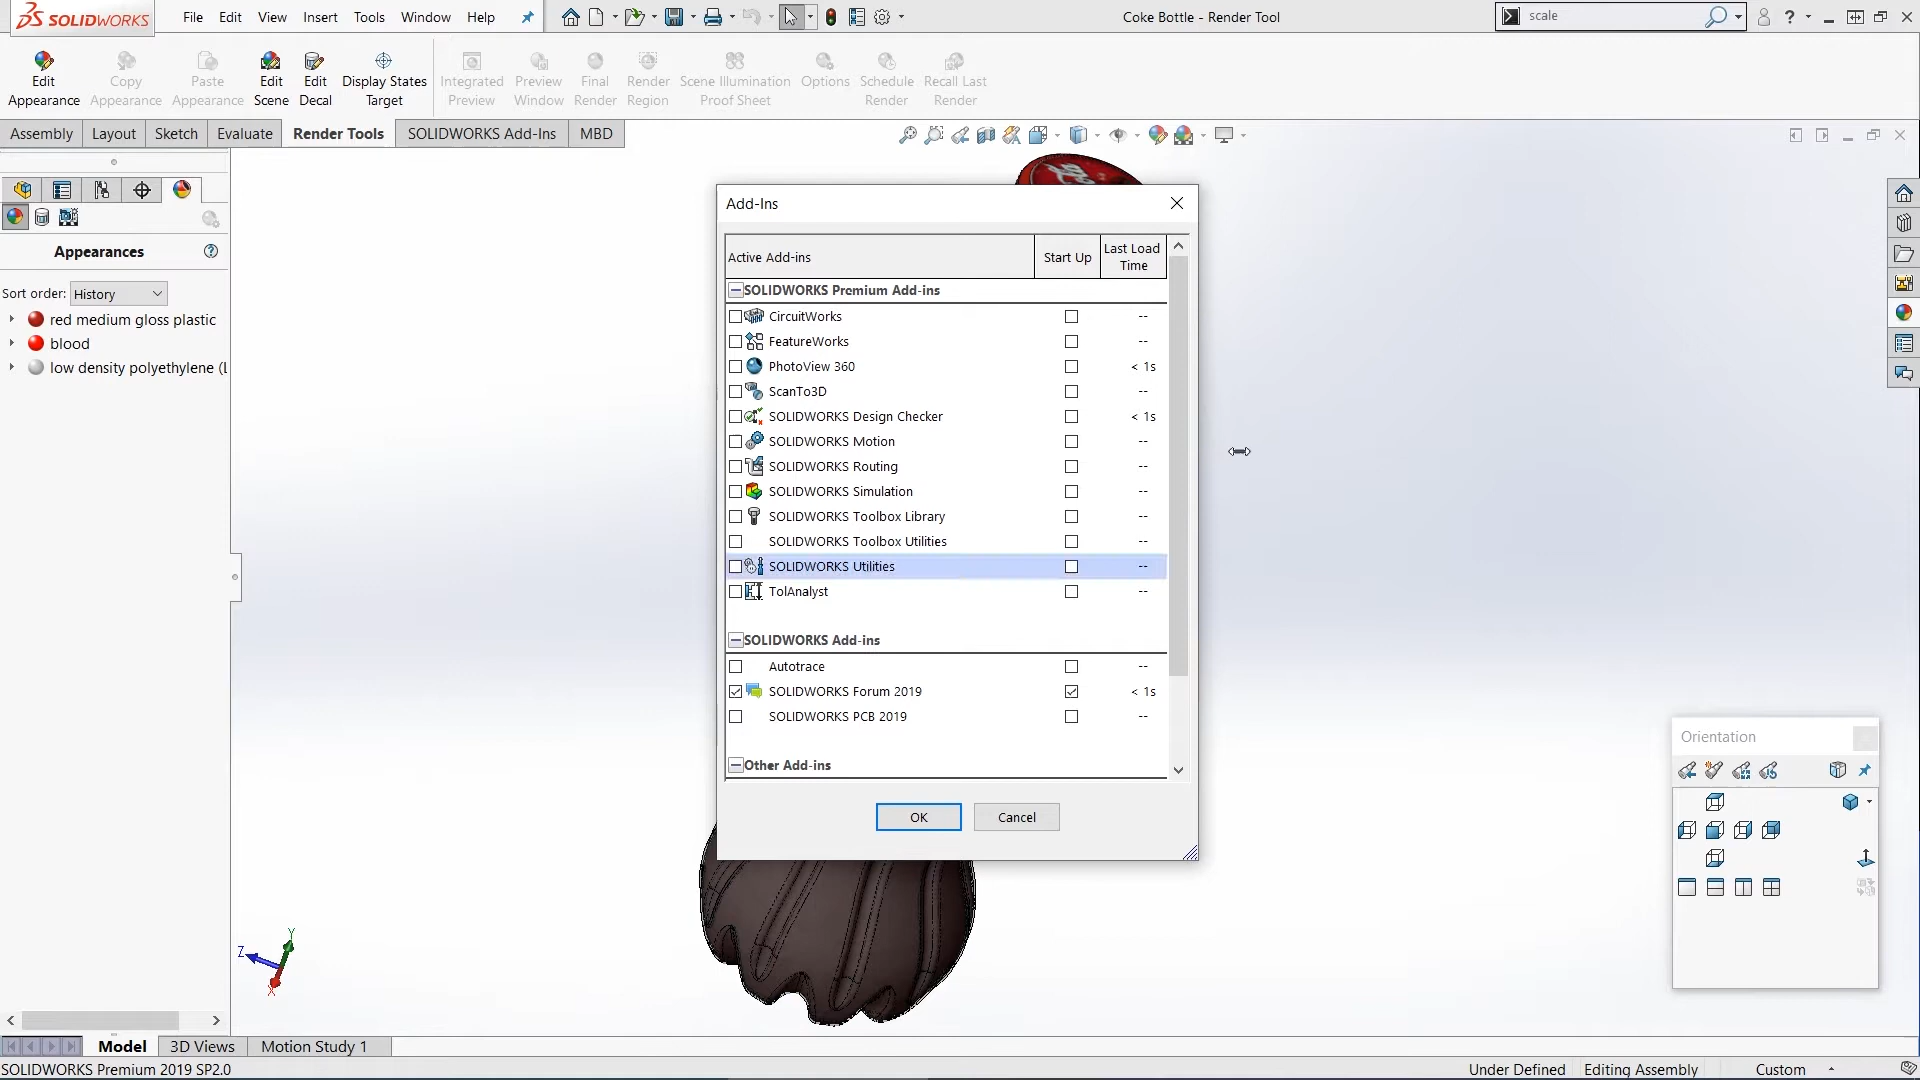 SOLIDWORKS
File Edit View Insert Tools Window Help
Coke Bottle - Render Tool
scale
Edit Appearance
Copy Appearance
Paste Appearance
Edit Scene
Edit Decal
Display States Target
Integrated Preview
Preview Window
Final Render
Render Region
Scene Illumination Proof Sheet
Options
Schedule Render
Recall Last Render
Assembly Layout Sketch Evaluate Render Tools SOLIDWORKS Add-Ins MBD
Appearances
Sort order: History
red medium gloss plastic
blood
low density polyethylene (l
Add-Ins
Active Add-ins Start Up Last Load Time
SOLIDWORKS Premium Add-ins
CircuitWorks --
FeatureWorks --
PhotoView 360 < 1s
ScanTo3D --
SOLIDWORKS Design Checker < 1s
SOLIDWORKS Motion --
SOLIDWORKS Routing --
SOLIDWORKS Simulation --
SOLIDWORKS Toolbox Library --
SOLIDWORKS Toolbox Utilities --
SOLIDWORKS Utilities --
TolAnalyst --
SOLIDWORKS Add-ins
Autotrace --
SOLIDWORKS Forum 2019 < 1s
SOLIDWORKS PCB 2019 --
Other Add-ins
OK Cancel
Orientation
Y
Z
X
Model 3D Views Motion Study 1
SOLIDWORKS Premium 2019 SP2.0
Under Defined Editing Assembly Custom